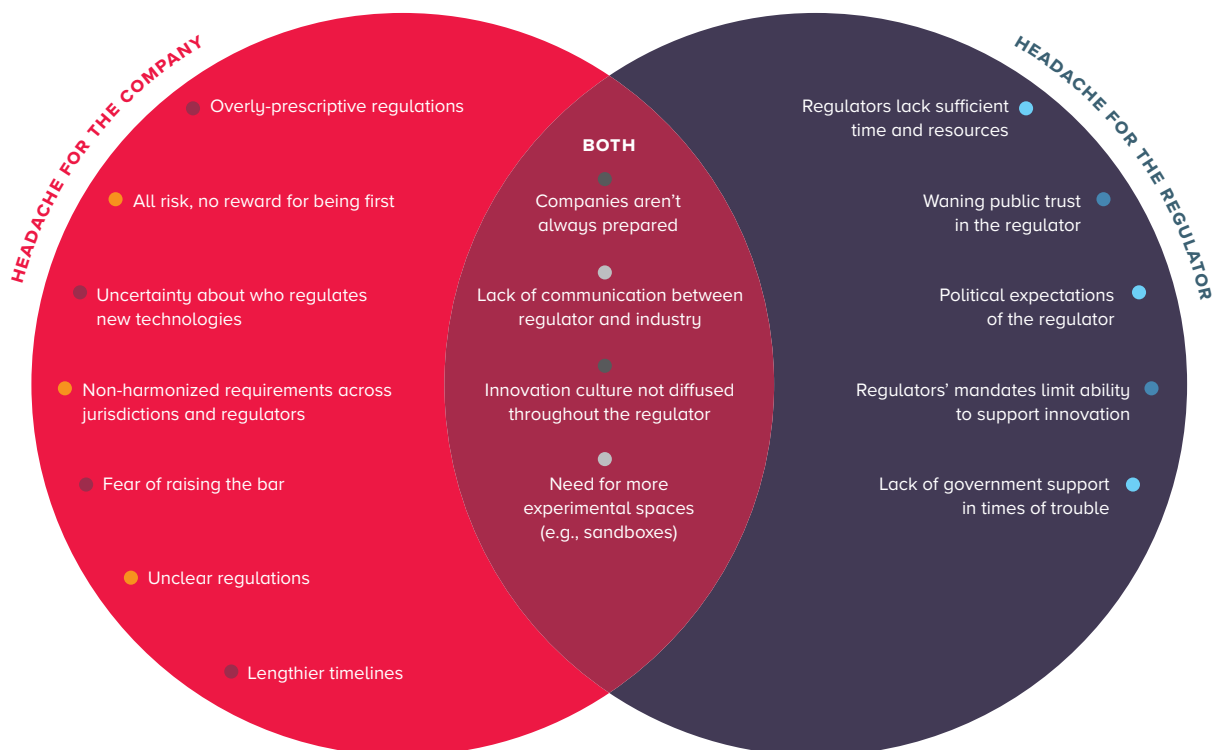 HEADACHE FOR THE COMPANY
Overly-prescriptive regulations
All risk, no reward for being first
Uncertainty about who regulates
new technologies
Non-harmonized requirements across
jurisdictions and regulators
Fear of raising the bar
Unclear regulations
Lengthier timelines
BOTH
Companies aren't
always prepared
Lack of communication between
regulator and industry
Innovation culture not diffused
throughout the regulator
Need for more
experimental spaces
(e.g., sandboxes)
HEADACHE FOR THE REGULATOR
Regulators lack sufficient
time and resources
Waning public trust
in the regulator
Political expectations
of the regulator
Regulators' mandates limit ability
to support innovation
Lack of government support
in times of trouble